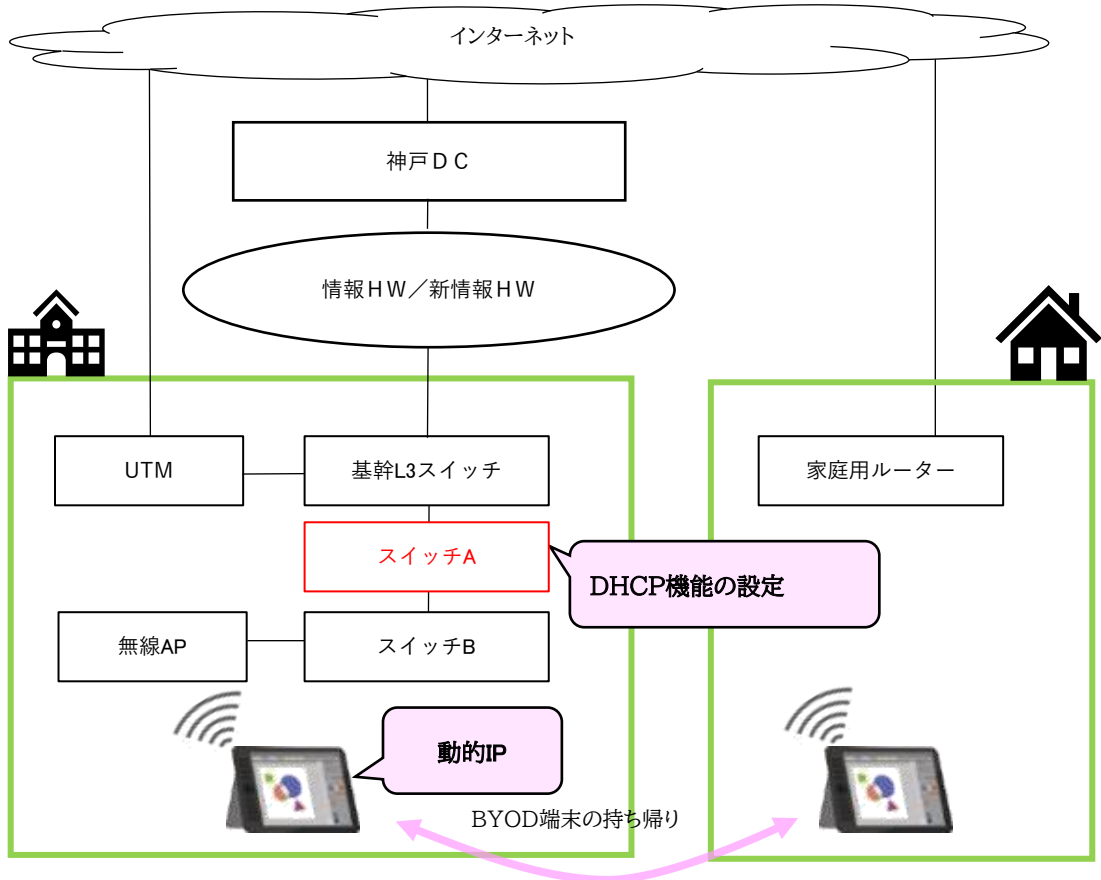 インターネット
神戸ＤＣ
情報ＨＷ／新情報ＨＷ
UTM
基幹L3スイッチ
家庭用ルーター
スイッチA
DHCP機能の設定
無線AP
スイッチB
動的IP
BYOD端末の持ち帰り